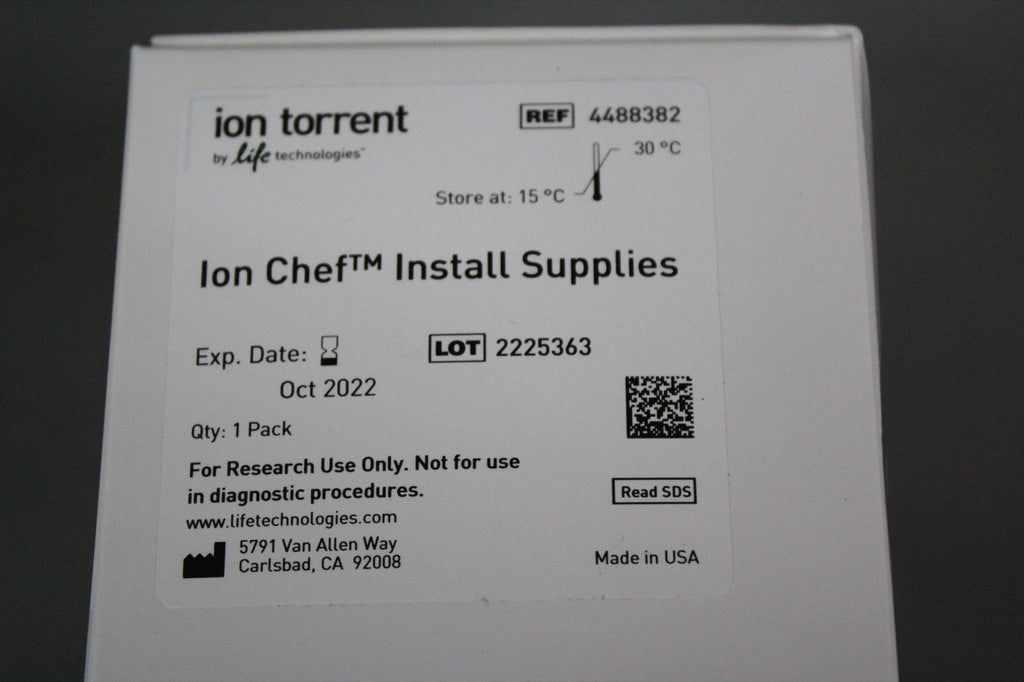 ion torrent
by life technologies™
REF 4488382
30 °C
Store at: 15 °C
Ion Chef™ Install Supplies
Exp. Date:
Oct 2022
LOT 2225363
Qty: 1 Pack
For Research Use Only. Not for use
in diagnostic procedures.
www.lifetechnologies.com
Read SDS
5791 Van Allen Way
Carlsbad, CA 92008
Made in USA